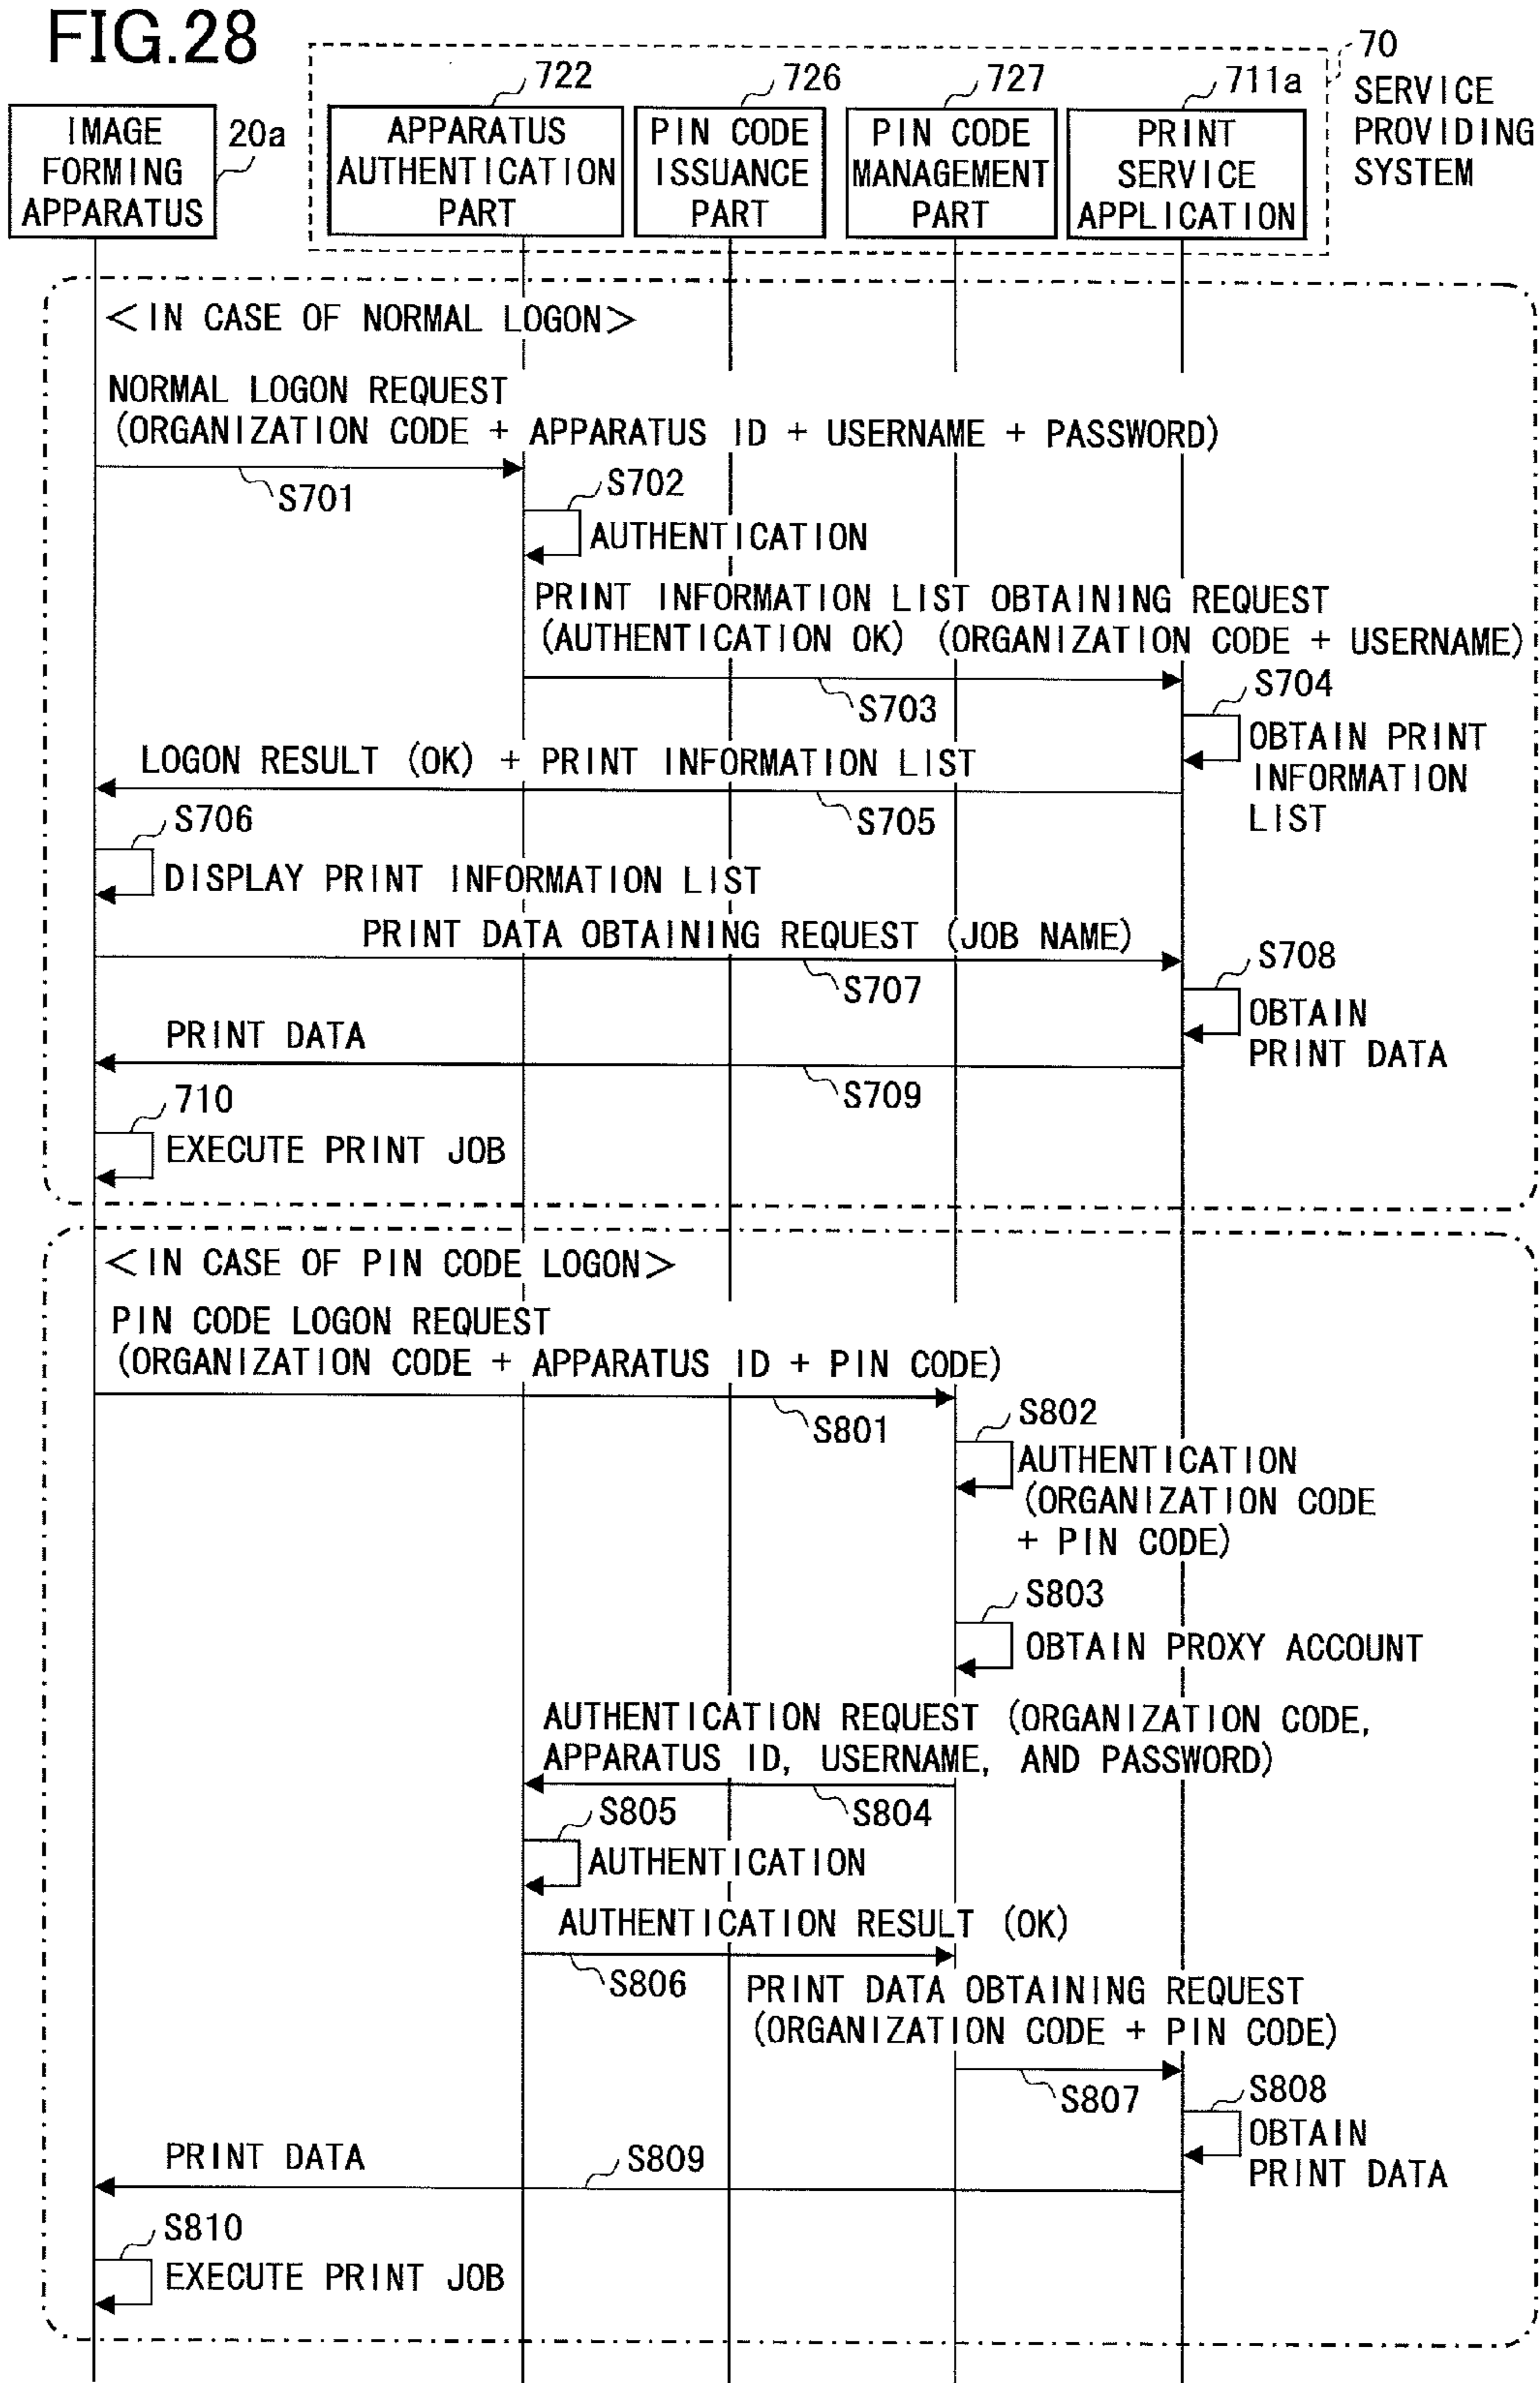 FIG.28
722
726
727
711a
70
SERVICE
PROVIDING
SYSTEM
IMAGE
FORMING
APPARATUS
20a
APPARATUS
AUTHENTICATION
PART
PIN CODE
ISSUANCE
PART
PIN CODE
MANAGEMENT
PART
PRINT
SERVICE
APPLICATION
<IN CASE OF NORMAL LOGON>
NORMAL LOGON REQUEST
(ORGANIZATION CODE + APPARATUS ID + USERNAME + PASSWORD)
S701
S702
AUTHENTICATION
PRINT INFORMATION LIST OBTAINING REQUEST
(AUTHENTICATION OK) (ORGANIZATION CODE + USERNAME)
S703
S704
OBTAIN PRINT
INFORMATION
LIST
LOGON RESULT (OK) + PRINT INFORMATION LIST
S705
S706
DISPLAY PRINT INFORMATION LIST
PRINT DATA OBTAINING REQUEST (JOB NAME)
S707
S708
OBTAIN
PRINT DATA
PRINT DATA
S709
710
EXECUTE PRINT JOB
<IN CASE OF PIN CODE LOGON>
PIN CODE LOGON REQUEST
(ORGANIZATION CODE + APPARATUS ID + PIN CODE)
S801
S802
AUTHENTICATION
(ORGANIZATION CODE
+ PIN CODE)
S803
OBTAIN PROXY ACCOUNT
AUTHENTICATION REQUEST (ORGANIZATION CODE,
APPARATUS ID, USERNAME, AND PASSWORD)
S804
S805
AUTHENTICATION
AUTHENTICATION RESULT (OK)
S806
PRINT DATA OBTAINING REQUEST
(ORGANIZATION CODE + PIN CODE)
S807
S808
OBTAIN
PRINT DATA
PRINT DATA
S809
S810
EXECUTE PRINT JOB